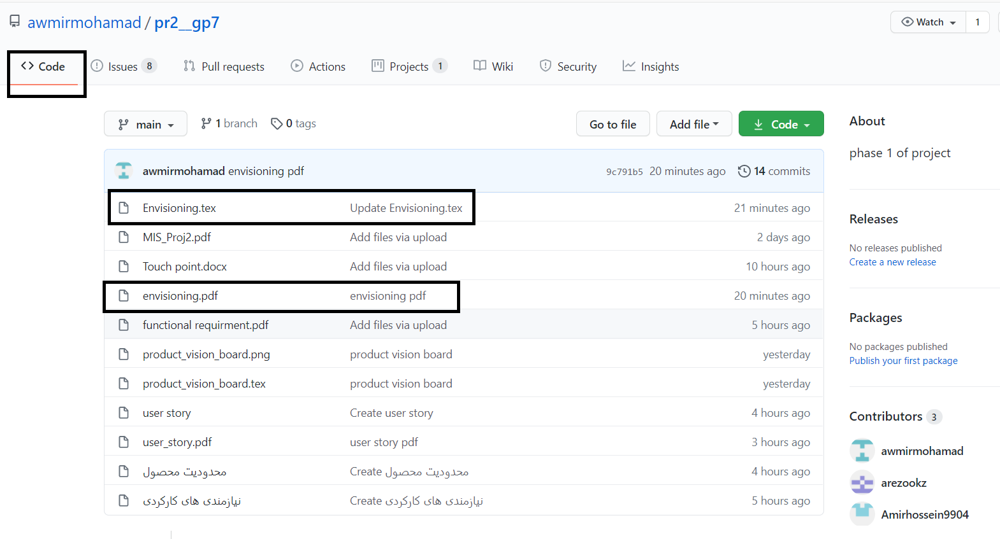 awmirmohamad / pr2__gp7
Watch 1
Code Issues 8 Pull requests Actions Projects 1 Wiki Security Insights
main 1 branch 0 tags Go to file Add file Code
awmirmohamad envisioning pdf 9c791b5 20 minutes ago 14 commits
Envisioning.tex Update Envisioning.tex 21 minutes ago
MIS_Proj2.pdf Add files via upload 2 days ago
Touch point.docx Add files via upload 10 hours ago
envisioning.pdf envisioning pdf 20 minutes ago
functional requirment.pdf Add files via upload 5 hours ago
product_vision_board.png product vision board yesterday
product_vision_board.tex product vision board yesterday
user story Create user story 4 hours ago
user_story.pdf user story pdf 3 hours ago
محدودیت محصول Create محدودیت محصول 4 hours ago
نیازمندی های کارکردی Create نیازمندی های کارکردی 5 hours ago
About
phase 1 of project
Releases
No releases published
Create a new release
Packages
No packages published
Publish your first package
Contributors 3
awmirmohamad
arezookz
Amirhossein9904